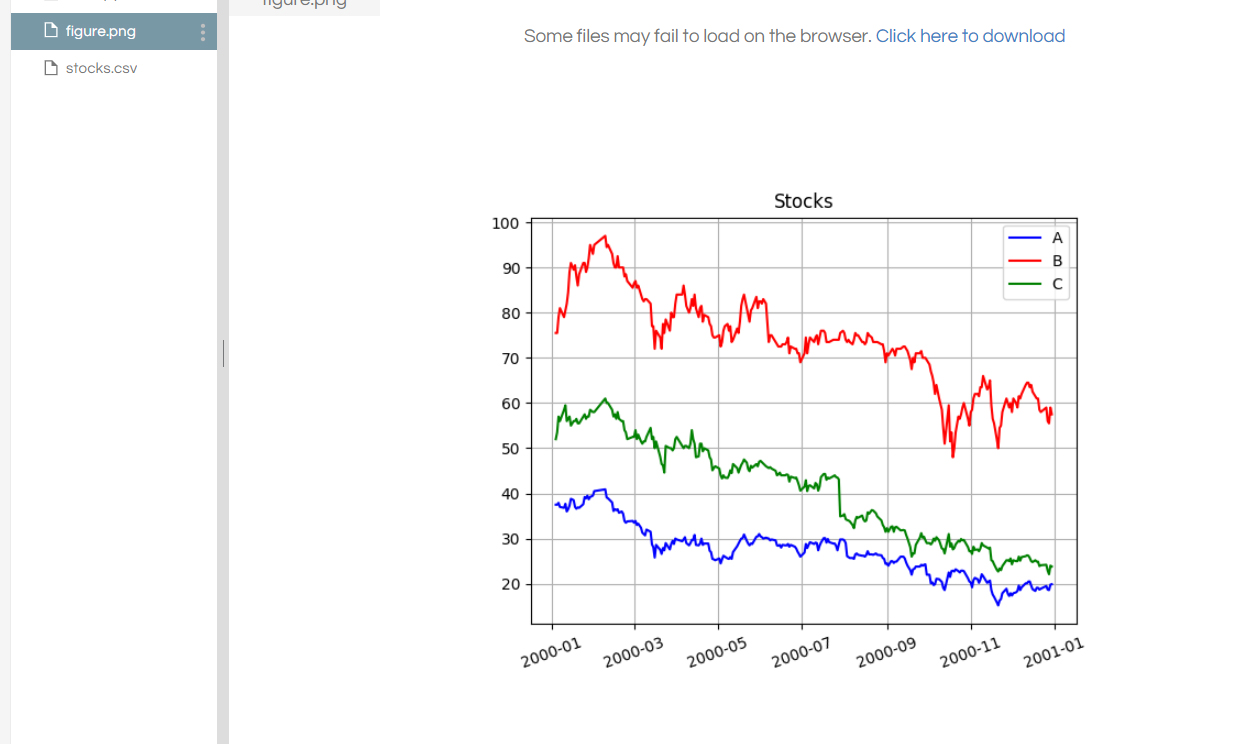 figure.png
figure.png
stocks.csv
Some files may fail to load on the browser. Click here to download
Stocks
100
90
80
70
60
50
40
30
20
A
B
C
2000-01
2000-03
2000-05
2000-07
2000-09
2000-11
2001-01